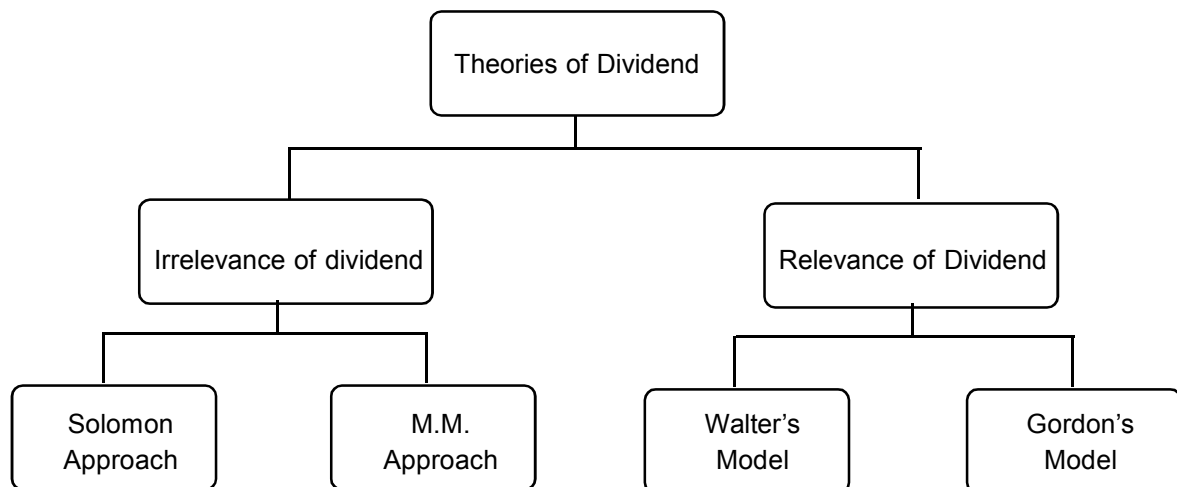 Theories of Dividend
Irrelevance of dividend
Relevance of Dividend
Solomon
Approach
M.M.
Approach
Walter’s
Model
Gordon’s
Model